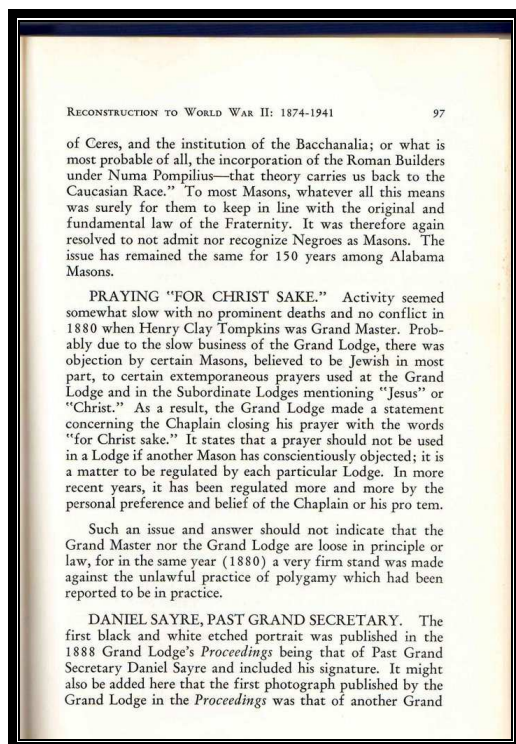 RECONSTRUCTION TO WORLD WAR II: 1874-1941 97
of Ceres, and the institution of the Bacchanalia; or what is
most probable of all, the incorporation of the Roman Builders
under Numa Pompilius—that theory carries us back to the
Caucasian Race." To most Masons, whatever all this means
was surely for them to keep in line with the original and
fundamental law of the Fraternity. It was therefore again
resolved to not admit nor recognize Negroes as Masons. The
issue has remained the same for 150 years among Alabama
Masons.
PRAYING "FOR CHRIST SAKE." Activity seemed
somewhat slow with no prominent deaths and no conflict in
1880 when Henry Clay Tompkins was Grand Master. Prob-
ably due to the slow business of the Grand Lodge, there was
objection by certain Masons, believed to be Jewish in most
part, to certain extemporaneous prayers used at the Grand
Lodge and in the Subordinate Lodges mentioning "Jesus" or
"Christ." As a result, the Grand Lodge made a statement
concerning the Chaplain closing his prayer with the words
"for Christ sake." It states that a prayer should not be used
in a Lodge if another Mason has conscientiously objected; it is
a matter to be regulated by each particular Lodge. In more
recent years, it has been regulated more and more by the
personal preference and belief of the Chaplain or his pro tem.
Such an issue and answer should not indicate that the
Grand Master nor the Grand Lodge are loose in principle or
law, for in the same year (1880) a very firm stand was made
against the unlawful practice of polygamy which had been
reported to be in practice.
DANIEL SAYRE, PAST GRAND SECRETARY. The
first black and white etched portrait was published in the
1888 Grand Lodge's Proceedings being that of Past Grand
Secretary Daniel Sayre and included his signature. It might
also be added here that the first photograph published by the
Grand Lodge in the Proceedings was that of another Grand